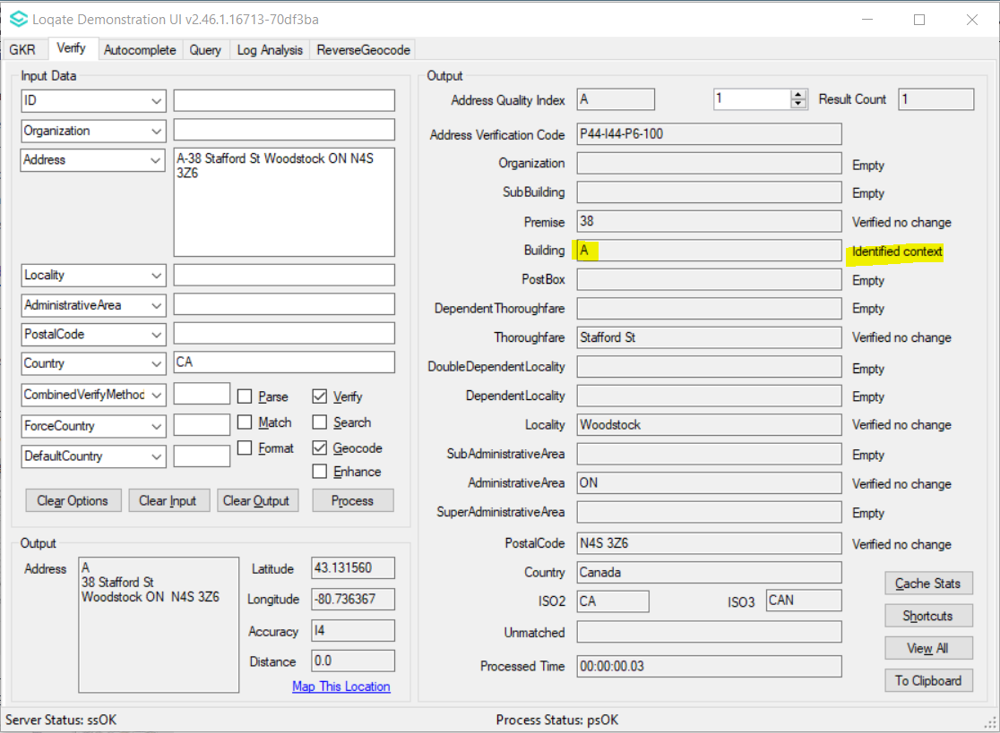 Loqate Demonstration UI v2.46.1.16713-70df3ba
GKR Verify Autocomplete Query Log Analysis ReverseGeocode
Input Data
ID
Organization
Address A-38 Stafford St Woodstock ON N4S
3Z6
Locality
AdministrativeArea
PostalCode
Country CA
CombinedVerifyMethod Parse Verify
Match Search
ForceCountry
Format Geocode
DefaultCountry
Enhance
Clear Options Clear Input Clear Output Process
Output
Address A
38 Stafford St
Woodstock ON N4S 3Z6
Latitude 43.131560
Longitude -80.736367
Accuracy I4
Distance 0.0
Map This Location
Output
Address Quality Index A 1 Result Count 1
Address Verification Code P44-I44-P6-100
Organization Empty
SubBuilding Empty
Premise 38 Verified no change
Building A Identified context
PostBox Empty
DependentThoroughfare Empty
Thoroughfare Stafford St Verified no change
DoubleDependentLocality Empty
DependentLocality Empty
Locality Woodstock Verified no change
SubAdministrativeArea Empty
AdministrativeArea ON Verified no change
SuperAdministrativeArea Empty
PostalCode N4S 3Z6 Verified no change
Country Canada
ISO2 CA ISO3 CAN
Unmatched
Processed Time 00:00:00.03
Cache Stats
Shortcuts
View All
To Clipboard
Server Status: ssOK Process Status: psOK